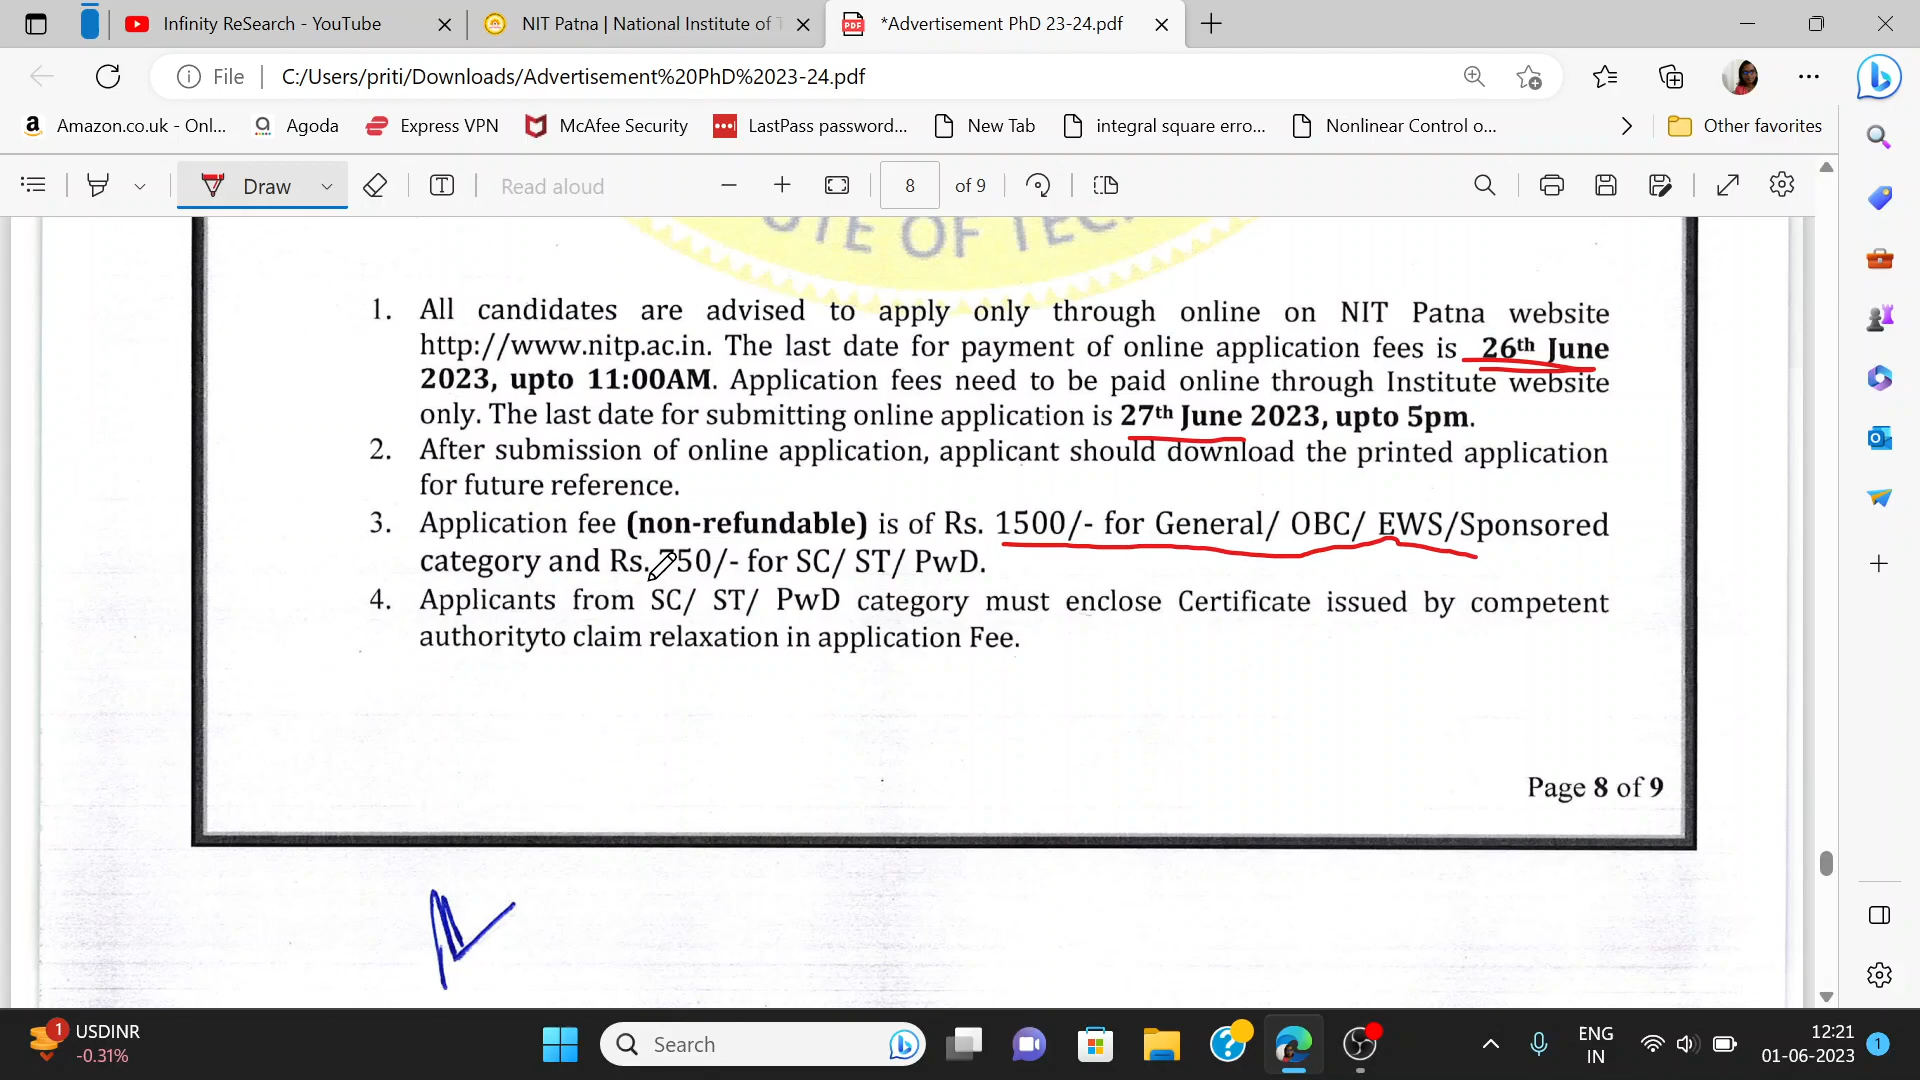 Infinity ReSearch - YouTube
NIT Patna | National Institute of T
*Advertisement PhD 23-24.pdf
File
C:/Users/priti/Downloads/Advertisement%20PhD%2023-24.pdf
Amazon.co.uk - Onl...
Agoda
Express VPN
McAfee Security
LastPass password...
New Tab
integral square erro...
Nonlinear Control o...
Other favorites
Draw
Read aloud
8
of 9
UTE OF TEC
1. All candidates are advised to apply only through online on NIT Patna website
http://www.nitp.ac.in. The last date for payment of online application fees is 26th June
2023, upto 11:00AM. Application fees need to be paid online through Institute website
only. The last date for submitting online application is 27th June 2023, upto 5pm.
2. After submission of online application, applicant should download the printed application
for future reference.
3. Application fee (non-refundable) is of Rs. 1500/- for General/ OBC/ EWS/Sponsored
category and Rs. 750/- for SC/ ST/ PwD.
4. Applicants from SC/ ST/ PwD category must enclose Certificate issued by competent
authorityto claim relaxation in application Fee.
Page 8 of 9
1
USDINR
-0.31%
Search
ENG
IN
12:21
01-06-2023
1